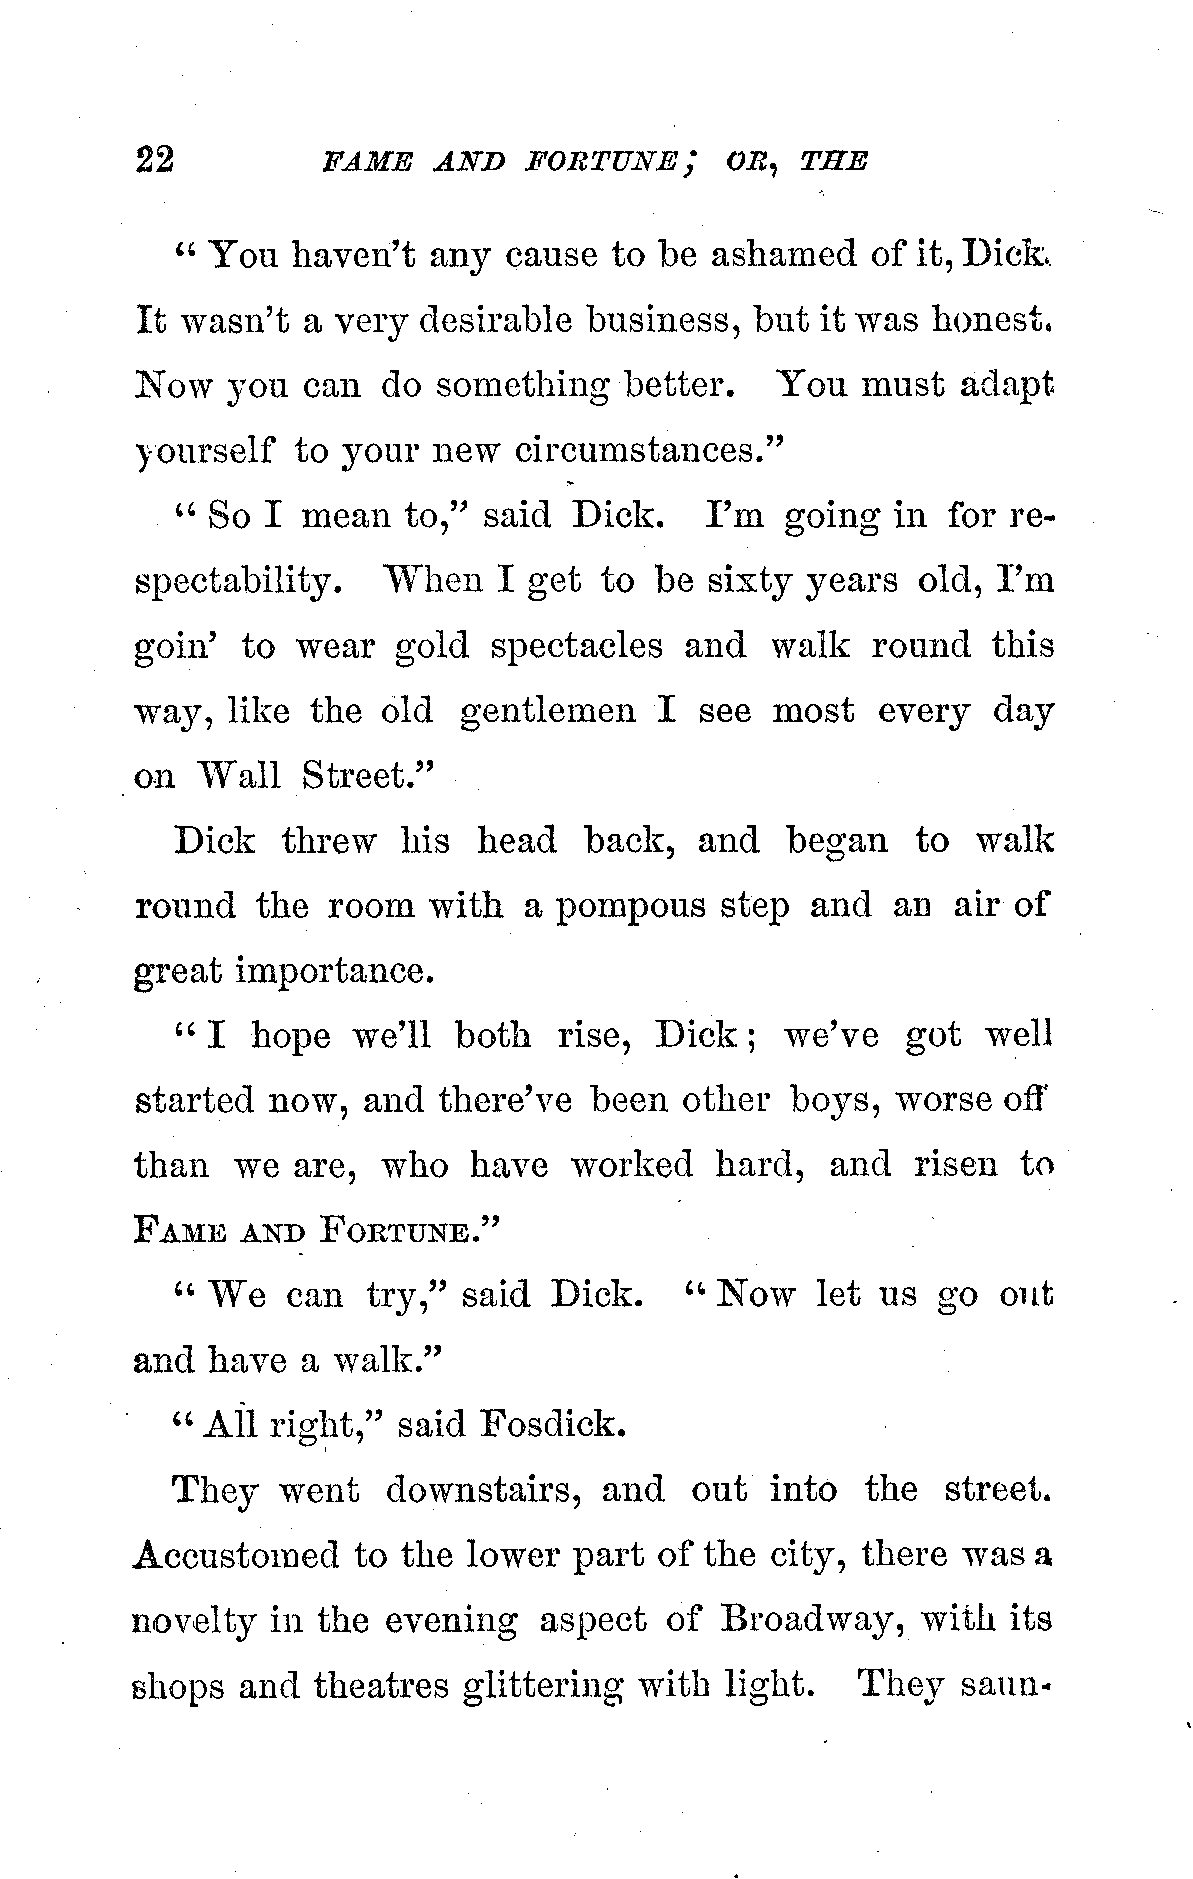 22 FAME AND FORTUNE; OR, THE
“You haven’t any cause to be ashamed of it, Dick.
It wasn’t a very desirable business, but it was honest.
Now you can do something better. You must adapt
yourself to your new circumstances.”
“So I mean to,” said Dick. I’m going in for re-
spectability. When I get to be sixty years old, I’m
goin’ to wear gold spectacles and walk round this
way, like the old gentlemen I see most every day
on Wall Street.”
Dick threw his head back, and began to walk
round the room with a pompous step and an air of
great importance.
“I hope we’ll both rise, Dick; we’ve got well
started now, and there’ve been other boys, worse off
than we are, who have worked hard, and risen to
FAME AND FORTUNE.”
“We can try,” said Dick. “Now let us go out
and have a walk.”
“All right,” said Fosdick.
They went downstairs, and out into the street.
Accustomed to the lower part of the city, there was a
novelty in the evening aspect of Broadway, with its
shops and theatres glittering with light. They saun-